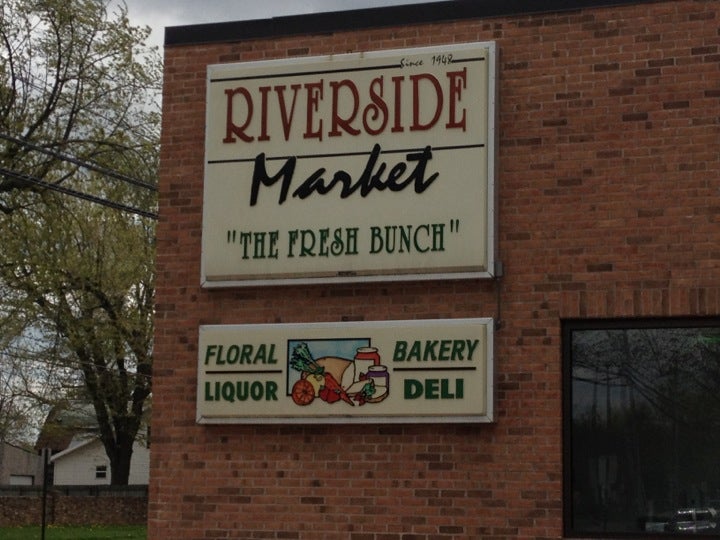 Since 1948
RIVERSIDE
Market
"THE FRESH BUNCH"
FLORAL
LIQUOR
BAKERY
DELI